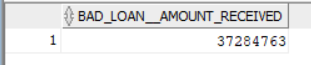 BAD_LOAN__AMOUNT_RECEIVED
1 37284763